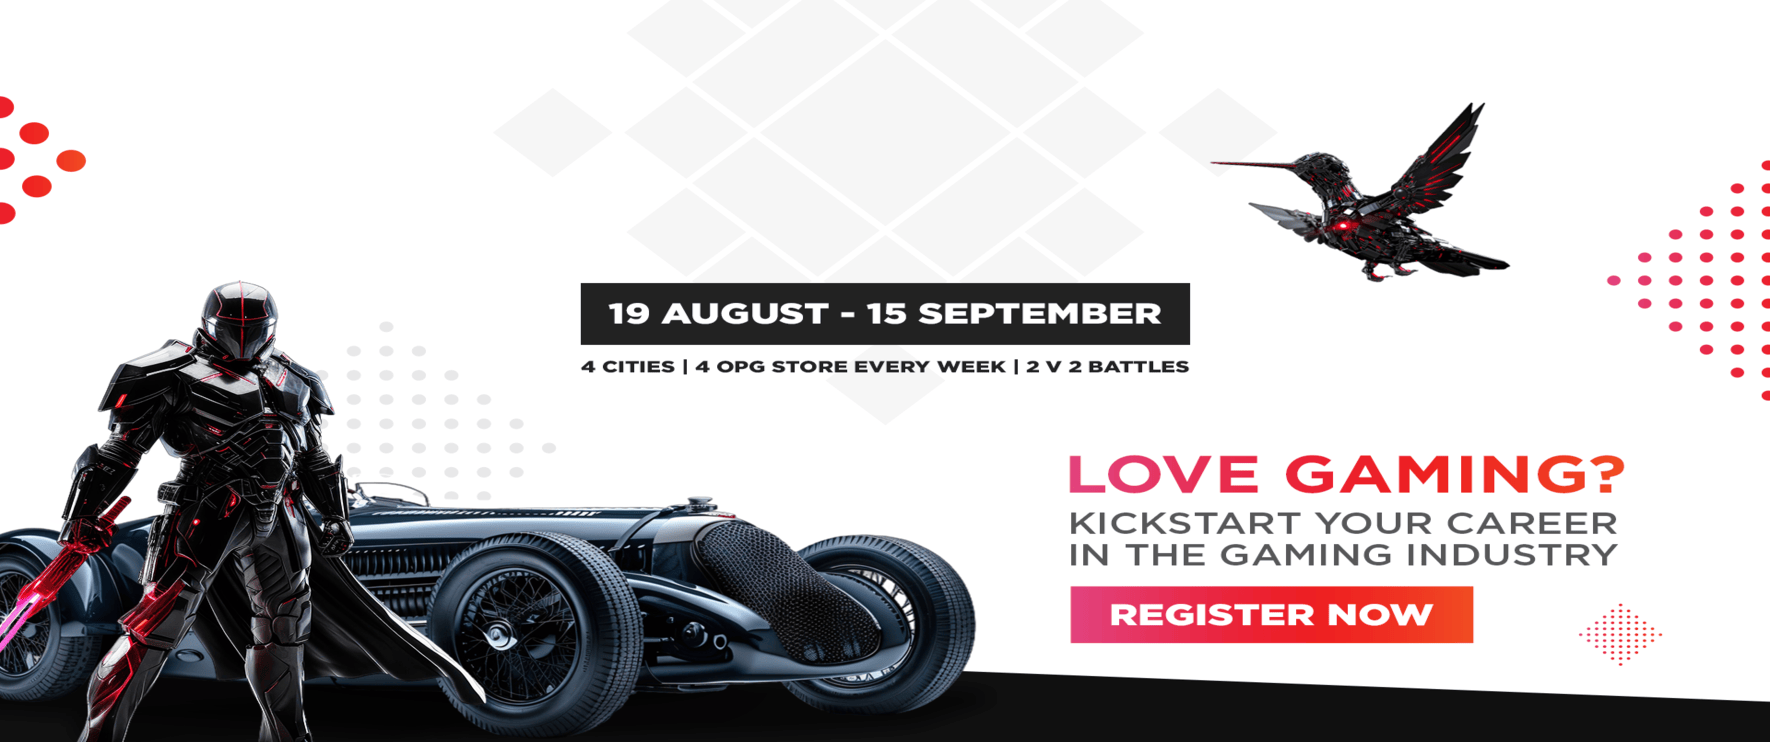 19 AUGUST - 15 SEPTEMBER
4 CITIES | 4 OPG STORE EVERY WEEK | 2 V 2 BATTLES
LOVE GAMING?
KICKSTART YOUR CAREER
IN THE GAMING INDUSTRY
REGISTER NOW